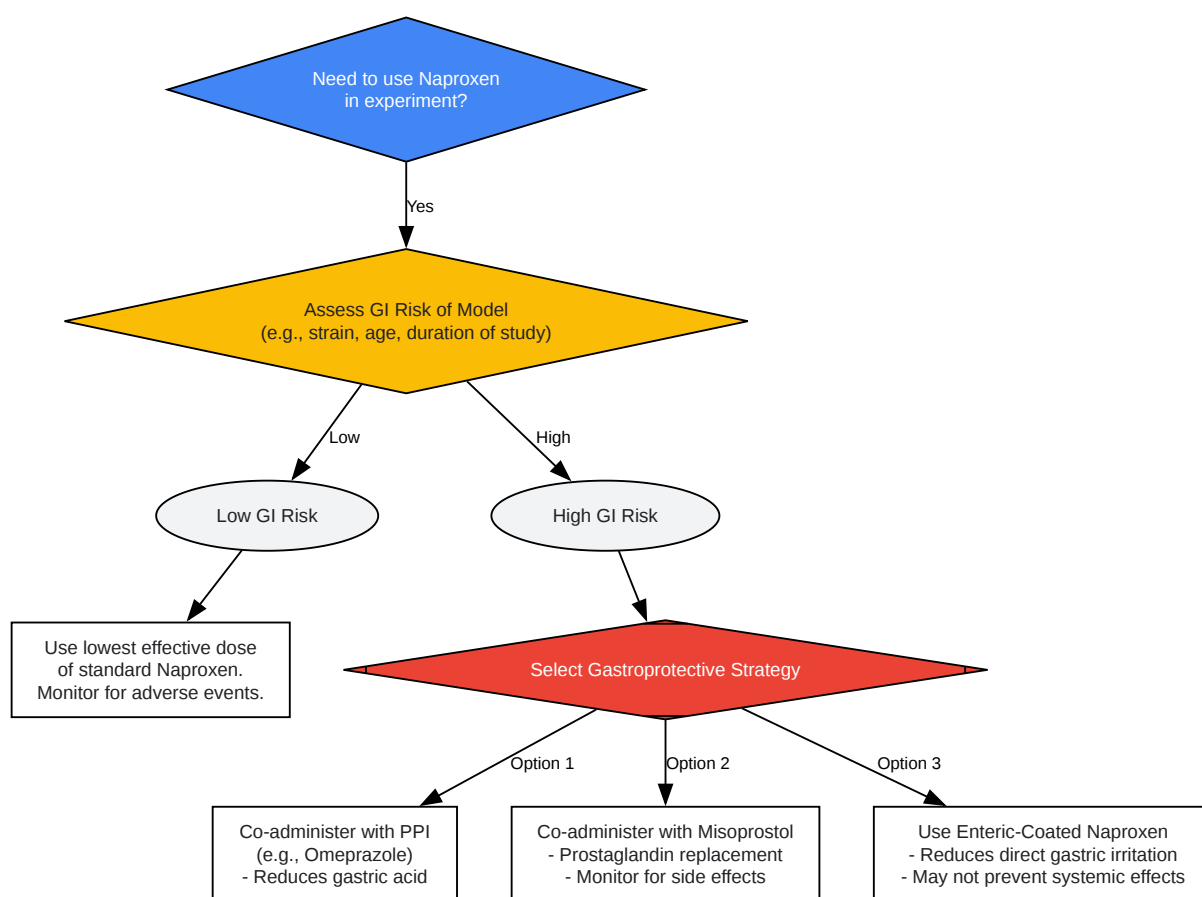 Need to use Naproxen
in experiment?
Yes
Assess GI Risk of Model
(e.g., strain, age, duration of study)
Low
High
Low GI Risk
High GI Risk
Use lowest effective dose
of standard Naproxen.
Monitor for adverse events.
Select Gastroprotective Strategy
Option 1
Option 2
Option 3
Co-administer with PPI
(e.g., Omeprazole)
- Reduces gastric acid
Co-administer with Misoprostol
- Prostaglandin replacement
- Monitor for side effects
Use Enteric-Coated Naproxen
- Reduces direct gastric irritation
- May not prevent systemic effects